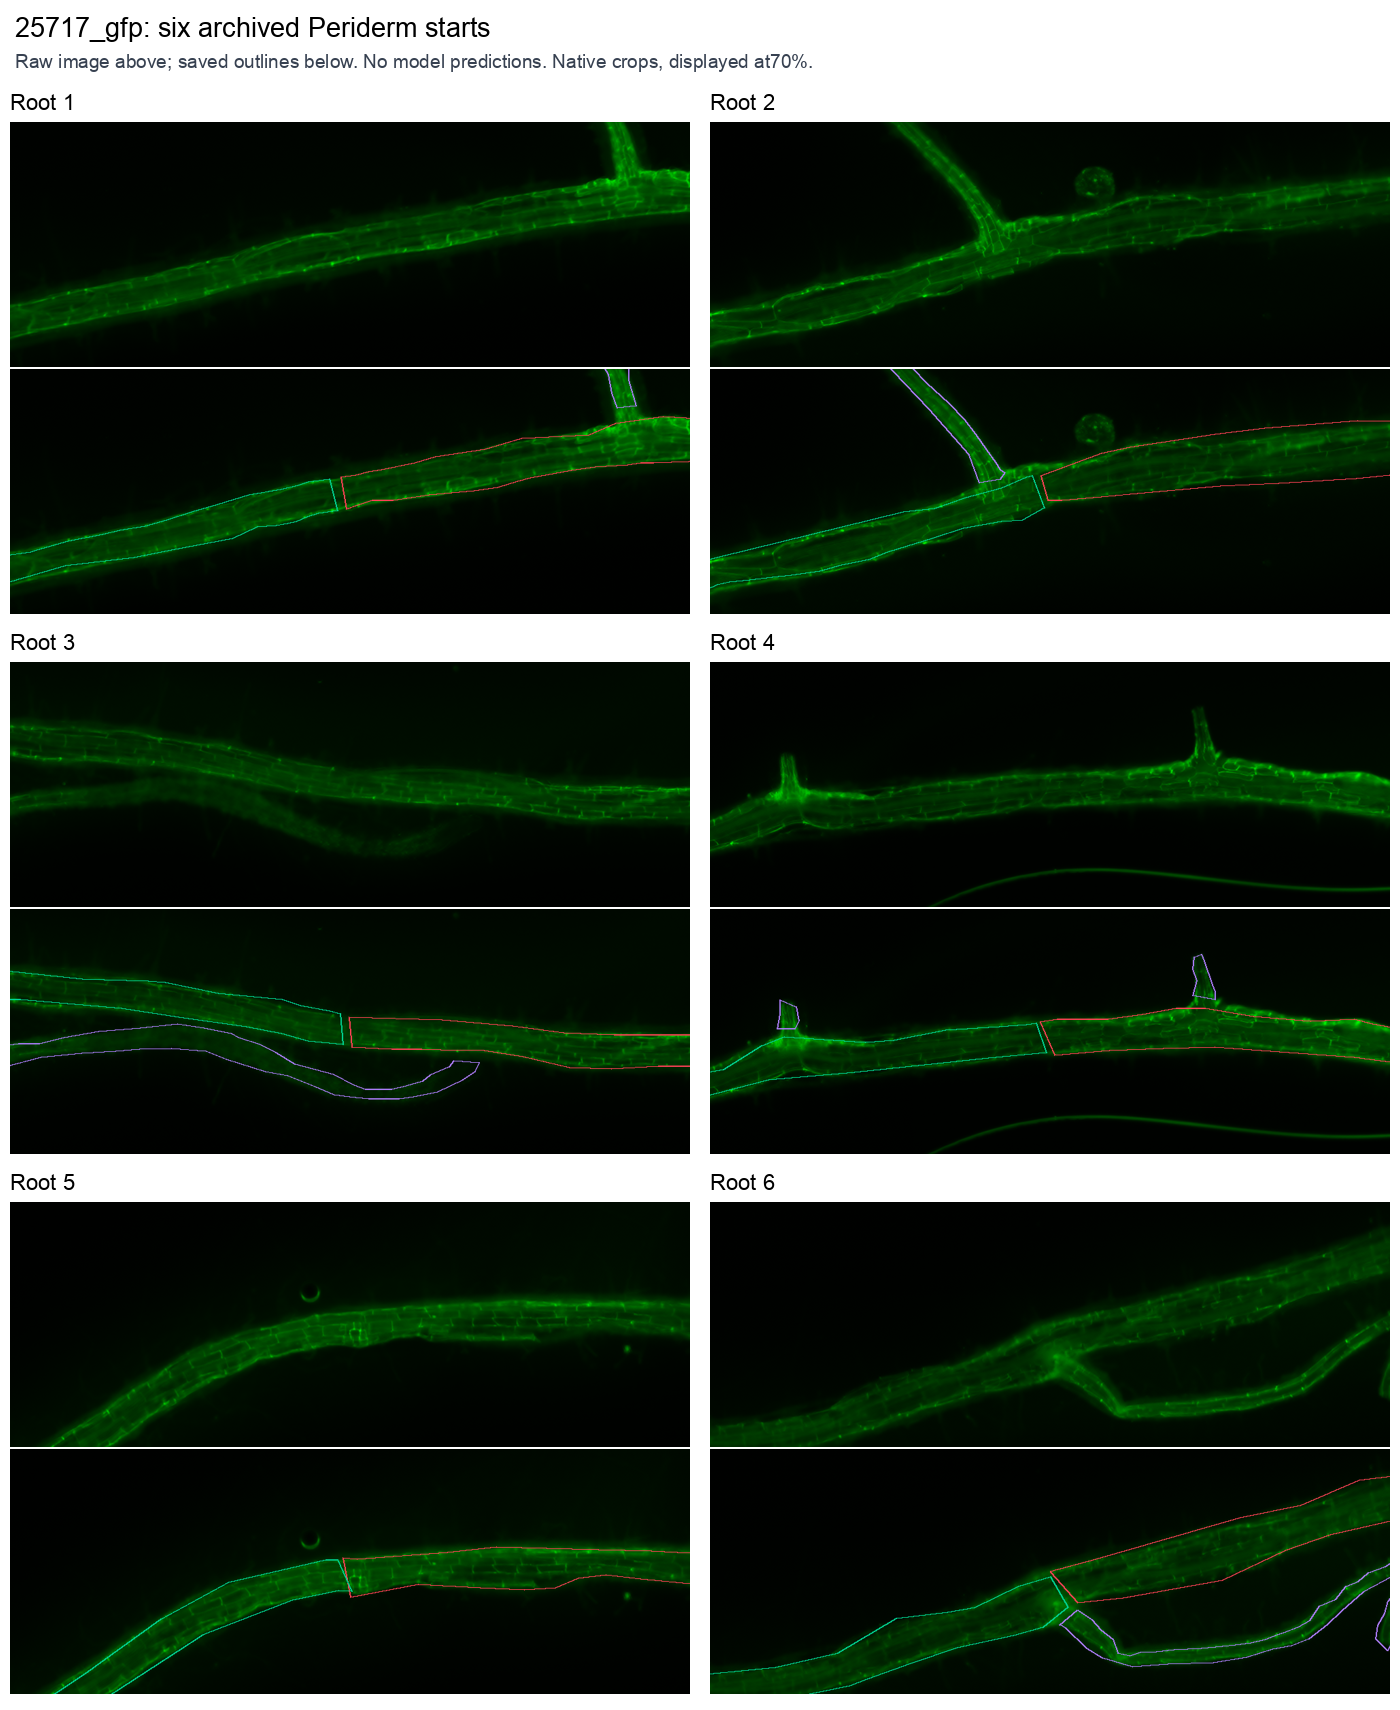 25717_gfp: six archived Periderm starts
Raw image above; saved outlines below. No model predictions. Native crops, displayed at70%.
Root 1
Root 2
Root 3
Root 4
Root 5
Root 6